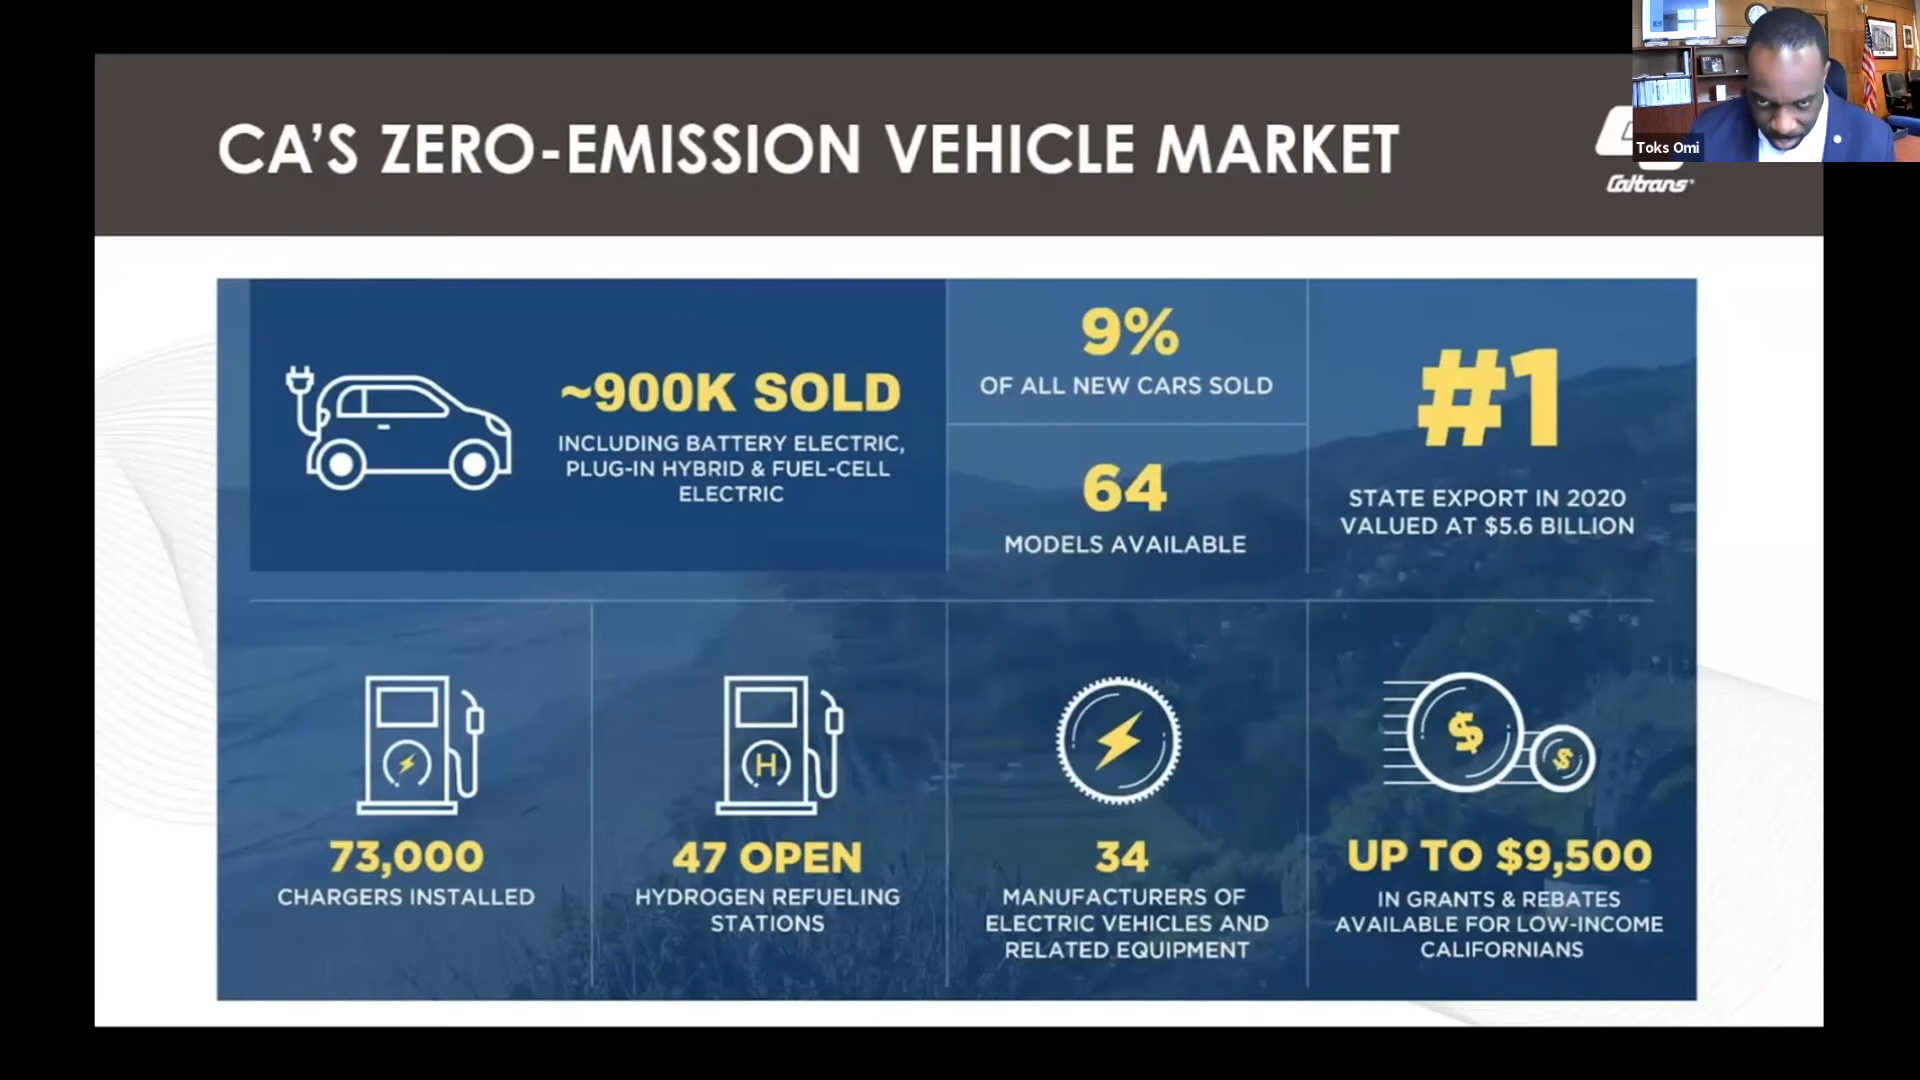 CA'S ZERO-EMISSION VEHICLE MARKET
Toks Omi
Caltrans
~900K SOLD
INCLUDING BATTERY ELECTRIC,
PLUG-IN HYBRID & FUEL-CELL
ELECTRIC
9%
OF ALL NEW CARS SOLD
64
MODELS AVAILABLE
#1
STATE EXPORT IN 2020
VALUED AT $5.6 BILLION
H
$
$
73,000
CHARGERS INSTALLED
47 OPEN
HYDROGEN REFUELING
STATIONS
34
MANUFACTURERS OF
ELECTRIC VEHICLES AND
RELATED EQUIPMENT
UP TO $9,500
IN GRANTS & REBATES
AVAILABLE FOR LOW-INCOME
CALIFORNIANS